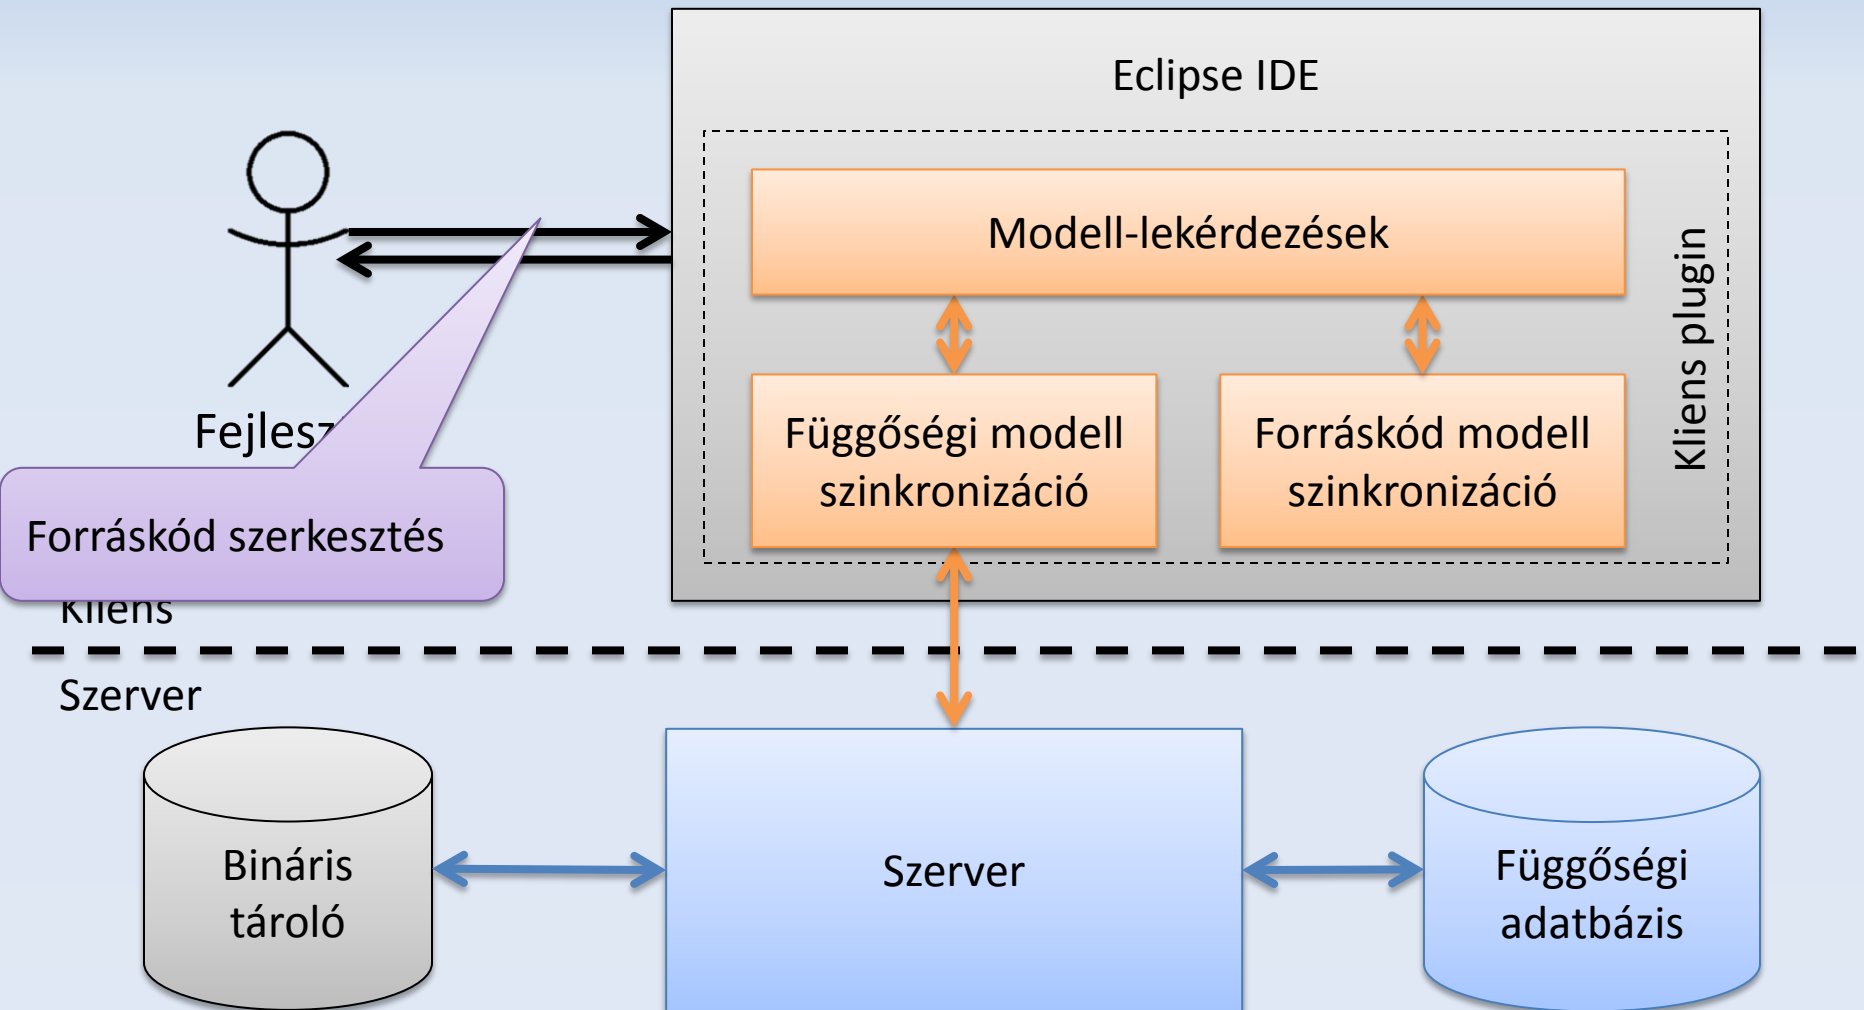 Eclipse IDE
Modell-lekérdezések
Kliens plugin
Függőségi modell
szinkronizáció
Forráskód modell
szinkronizáció
Forráskód szerkesztés
Kliens
Szerver
Bináris
tároló
Szerver
Függőségi
adatbázis